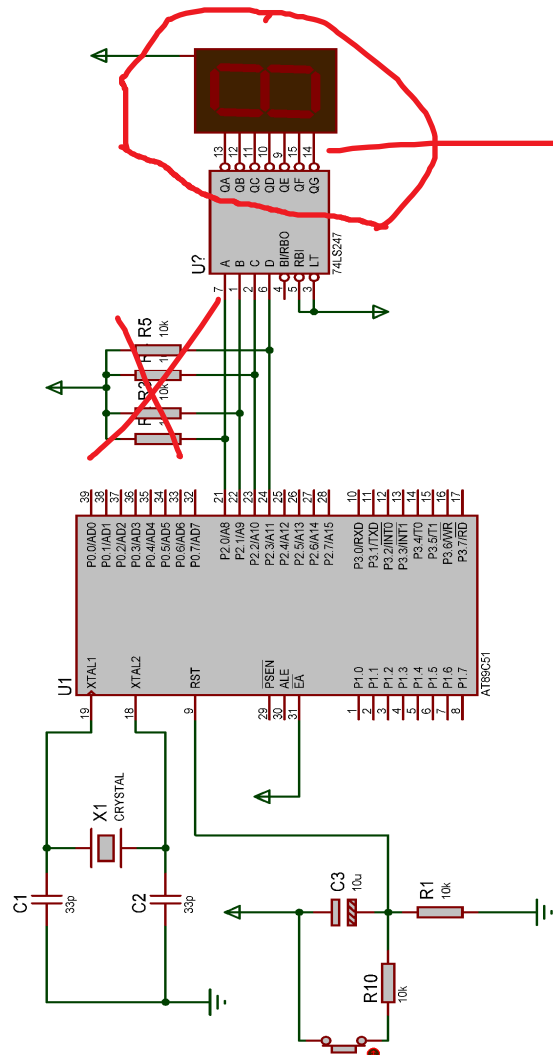 13
12
11
10
9
15
14
QA
QB
QC
QD
QE
QF
QG
U?
A
B
C
D
BI/RBO
RBI
LT
74LS247
7
1
2
6
4
5
3
R5
10k
10k
39
38
37
36
35
34
33
32
21
22
23
24
25
26
27
28
10
11
12
13
14
15
16
17
P0.0/AD0
P0.1/AD1
P0.2/AD2
P0.3/AD3
P0.4/AD4
P0.5/AD5
P0.6/AD6
P0.7/AD7
P2.0/A8
P2.1/A9
P2.2/A10
P2.3/A11
P2.4/A12
P2.5/A13
P2.6/A14
P2.7/A15
P3.0/RXD
P3.1/TXD
P3.2/INT0
P3.3/INT1
P3.4/T0
P3.5/T1
P3.6/WR
P3.7/RD
U1
XTAL1
XTAL2
RST
PSEN
ALE
EA
P1.0
P1.1
P1.2
P1.3
P1.4
P1.5
P1.6
P1.7
AT89C51
19
18
9
29
30
31
1
2
3
4
5
6
7
8
X1
CRYSTAL
C1
33p
C2
33p
C3
10u
R1
10k
R10
10k